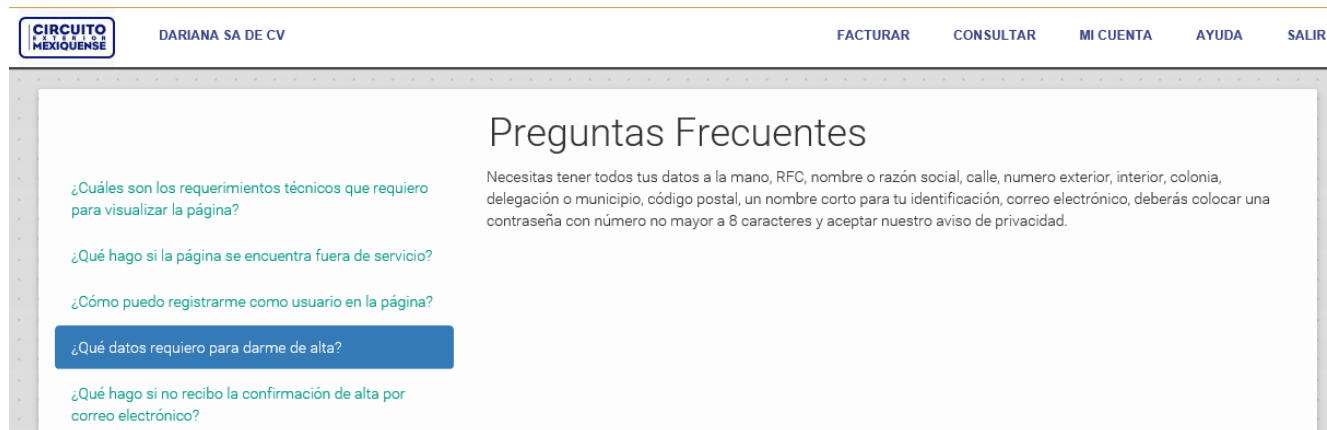 CIRCUITO
EXTERIOR
MEXIQUENSE
DARIANA SA DE CV
FACTURAR
CONSULTAR
MI CUENTA
AYUDA
SALIR
Preguntas Frecuentes
¿Cuáles son los requerimientos técnicos que requiero
para visualizar la página?
¿Qué hago si la página se encuentra fuera de servicio?
¿Cómo puedo registrarme como usuario en la página?
¿Qué datos requiero para darme de alta?
¿Qué hago si no recibo la confirmación de alta por
correo electrónico?
Necesitas tener todos tus datos a la mano, RFC, nombre o razón social, calle, numero exterior, interior, colonia,
delegación o municipio, código postal, un nombre corto para tu identificación, correo electrónico, deberás colocar una
contraseña con número no mayor a 8 caracteres y aceptar nuestro aviso de privacidad.